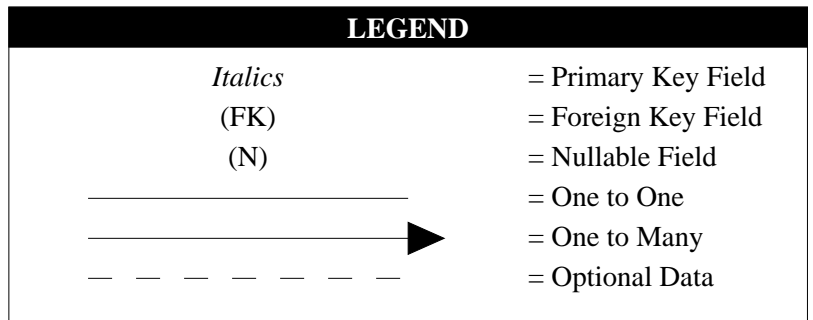 LEGEND
Italics = Primary Key Field
(FK) = Foreign Key Field
(N) = Nullable Field
= One to One
= One to Many
= Optional Data